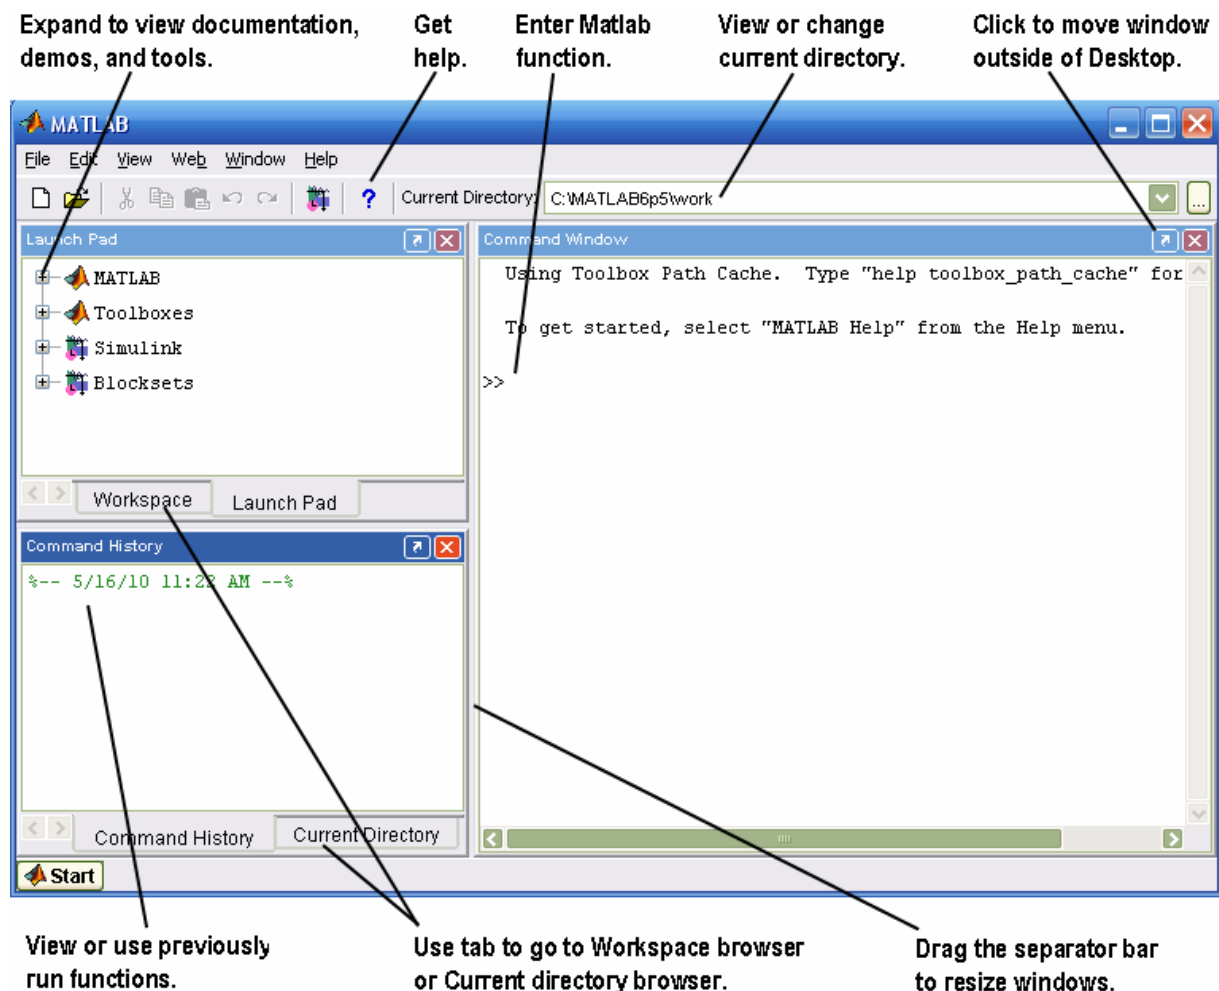 Expand to view documentation,
demos, and tools.
Get
help.
Enter Matlab
function.
View or change
current directory.
Click to move window
outside of Desktop.
MATLAB
File Edit View Web Window Help
Current Directory: C:\MATLAB6p5\work
...
Launch Pad
MATLAB
Toolboxes
Simulink
Blocksets
Workspace Launch Pad
Command Window
Using Toolbox Path Cache. Type "help toolbox_path_cache" for
To get started, select "MATLAB Help" from the Help menu.
>>
Command History
%-- 5/16/10 11:22 AM --%
Command History Current Directory
Start
View or use previously
run functions.
Use tab to go to Workspace browser
or Current directory browser.
Drag the separator bar
to resize windows.